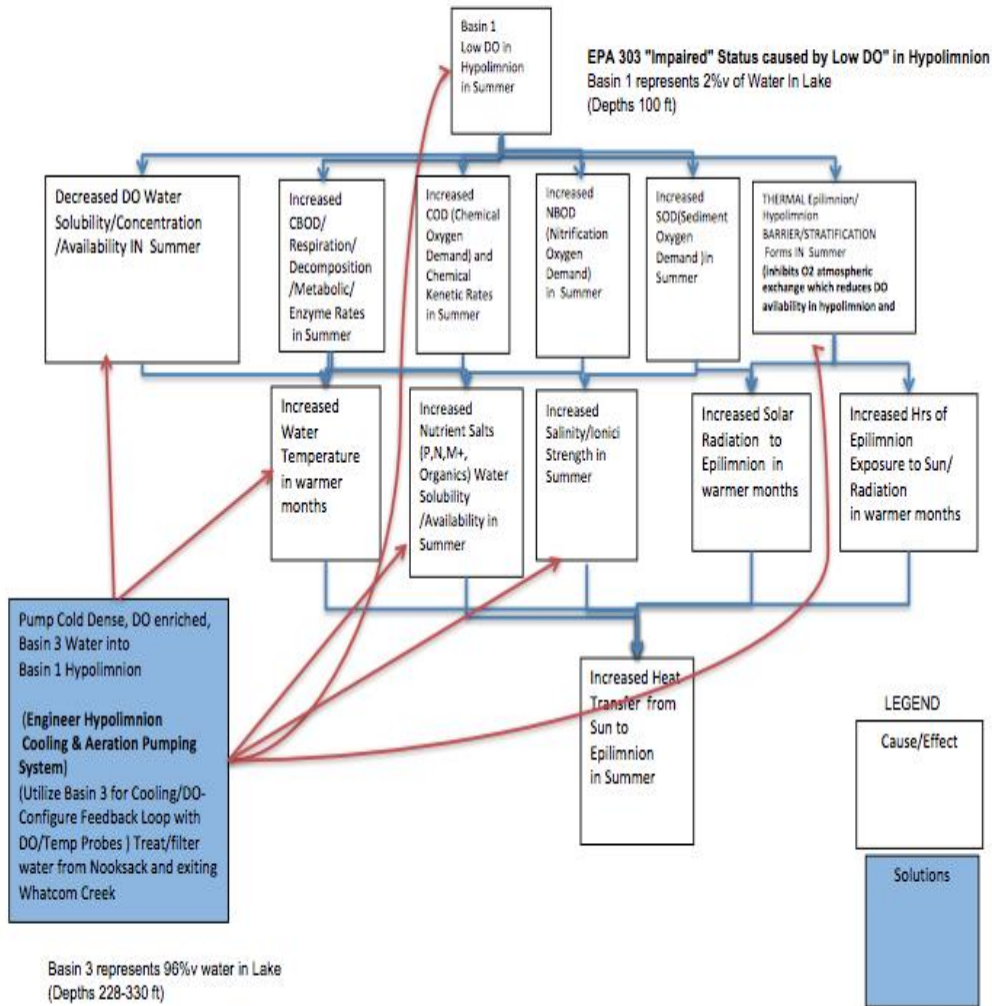 Basin 1
Low DO in
Hypolimnion
in Summer
EPA 303 "Impaired" Status caused by Low DO" in Hypolimnion
Basin 1 represents 2%v of Water In Lake
(Depths 100 ft)
Decreased DO Water
Solubility/Concentration
/Availability IN Summer
Increased
CBOD/
Respiration/
Decomposition
/Metabolic/
Enzyme Rates
in Summer
Increased
COD (Chemical
Oxygen
Demand) and
Chemical
Kenetic Rates
in Summer
Increased
NBOD
(Nitrification
Oxygen
Demand)
in Summer
Increased
SOD(Sediment
Oxygen
Demand )in
Summer
THERMAL Epilimnion/
Hypolimnion
BARRIER/STRATIFICATION
Forms IN Summer
(inhibits O2 atmospheric
exchange which reduces DO
avilability in hypolimnion and
Increased
Water
Temperature
in warmer
months
Increased
Nutrient Salts
(P,N,M+,
Organics) Water
Solubility
/Availability in
Summer
Increased
Salinity/Ionici
Strength in
Summer
Increased Solar
Radiation to
Epilimnion in
warmer months
Increased Hrs of
Epilimnion
Exposure to Sun/
Radiation
in warmer months
Pump Cold Dense, DO enriched,
Basin 3 Water into
Basin 1 Hypolimnion
(Engineer Hypolimnion
Cooling & Aeration Pumping
System)
(Utilize Basin 3 for Cooling/DO-
Configure Feedback Loop with
DO/Temp Probes ) Treat/filter
water from Nooksack and exiting
Whatcom Creek
Increased Heat
Transfer from
Sun to
Epilimnion
in Summer
LEGEND
Cause/Effect
Solutions
Basin 3 represents 96%v water in Lake
(Depths 228-330 ft)